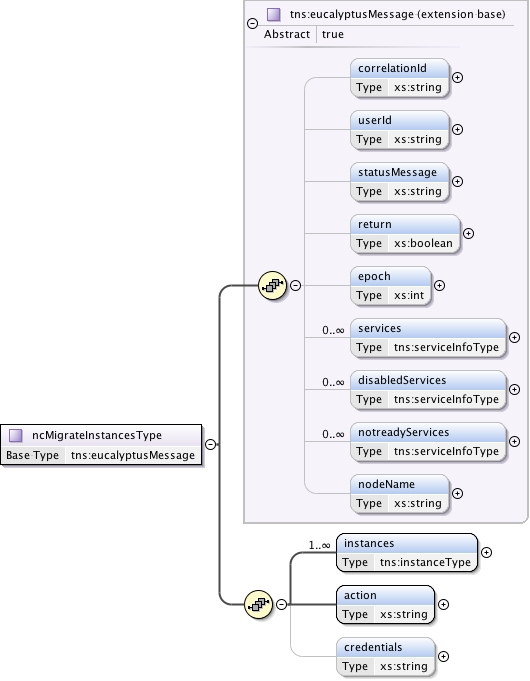 tns:eucalyptusMessage (extension base)
Abstract true
correlationId
Type xs:string
userId
Type xs:string
statusMessage
Type xs:string
return
Type xs:boolean
epoch
Type xs:int
0..∞ services
Type tns:serviceInfoType
0..∞ disabledServices
Type tns:serviceInfoType
0..∞ notreadyServices
Type tns:serviceInfoType
nodeName
Type xs:string
ncMigrateInstancesType
Base Type tns:eucalyptusMessage
1..∞ instances
Type tns:instanceType
action
Type xs:string
credentials
Type xs:string